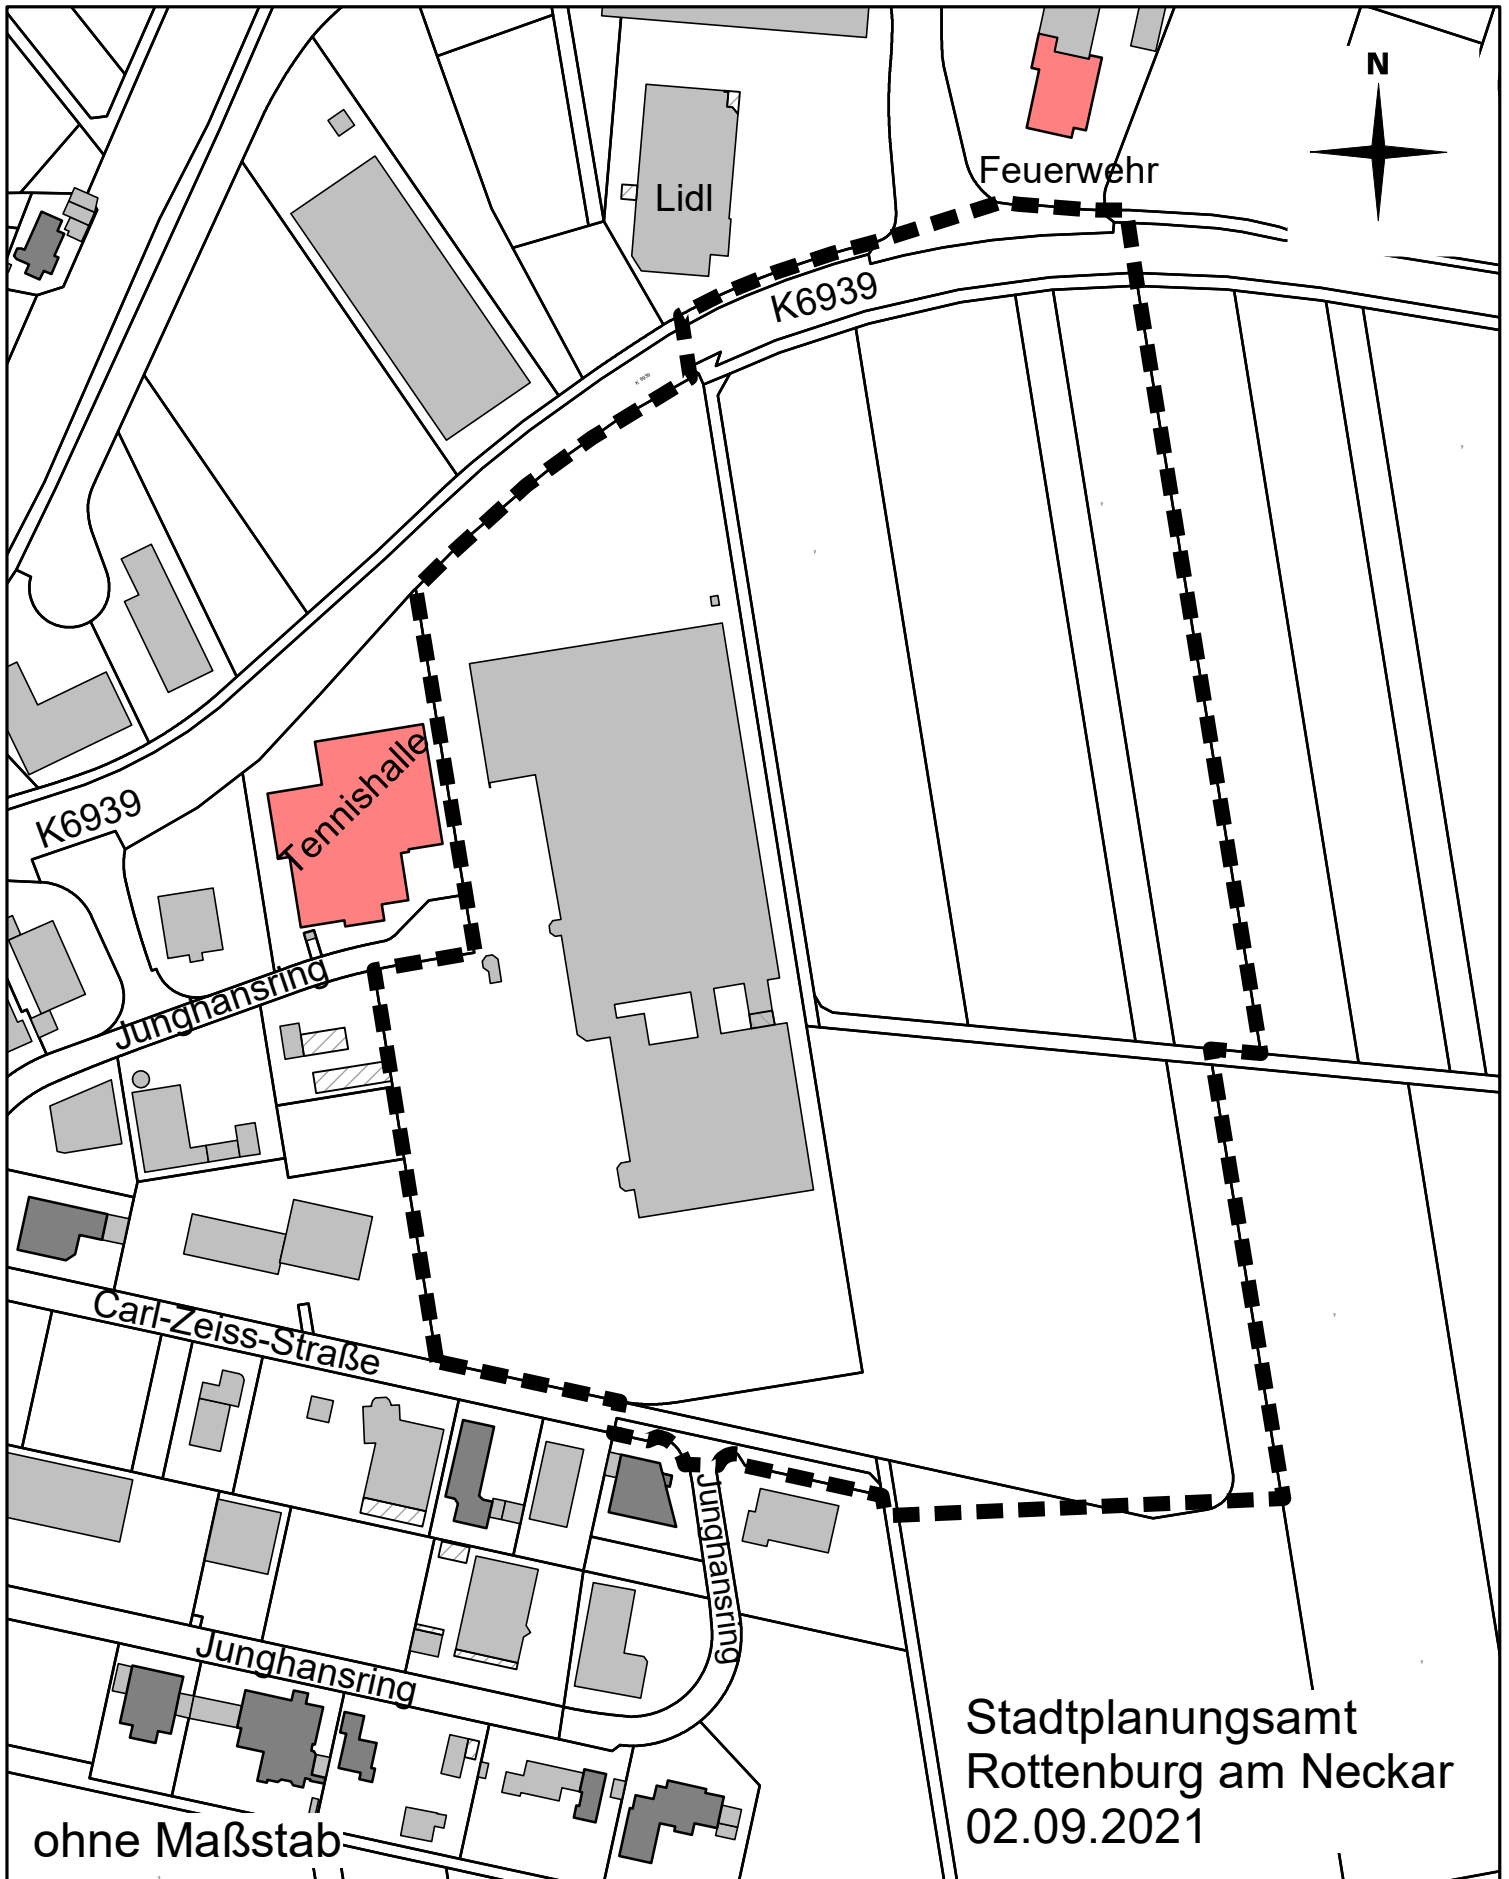 N
Feuerwehr
Lidl
K6939
K 6939
Tennishalle
K6939
Junghansring
Carl-Zeiss-Straße
Junghansring
Junghansring
Stadtplanungsamt
Rottenburg am Neckar
02.09.2021
ohne Maßstab